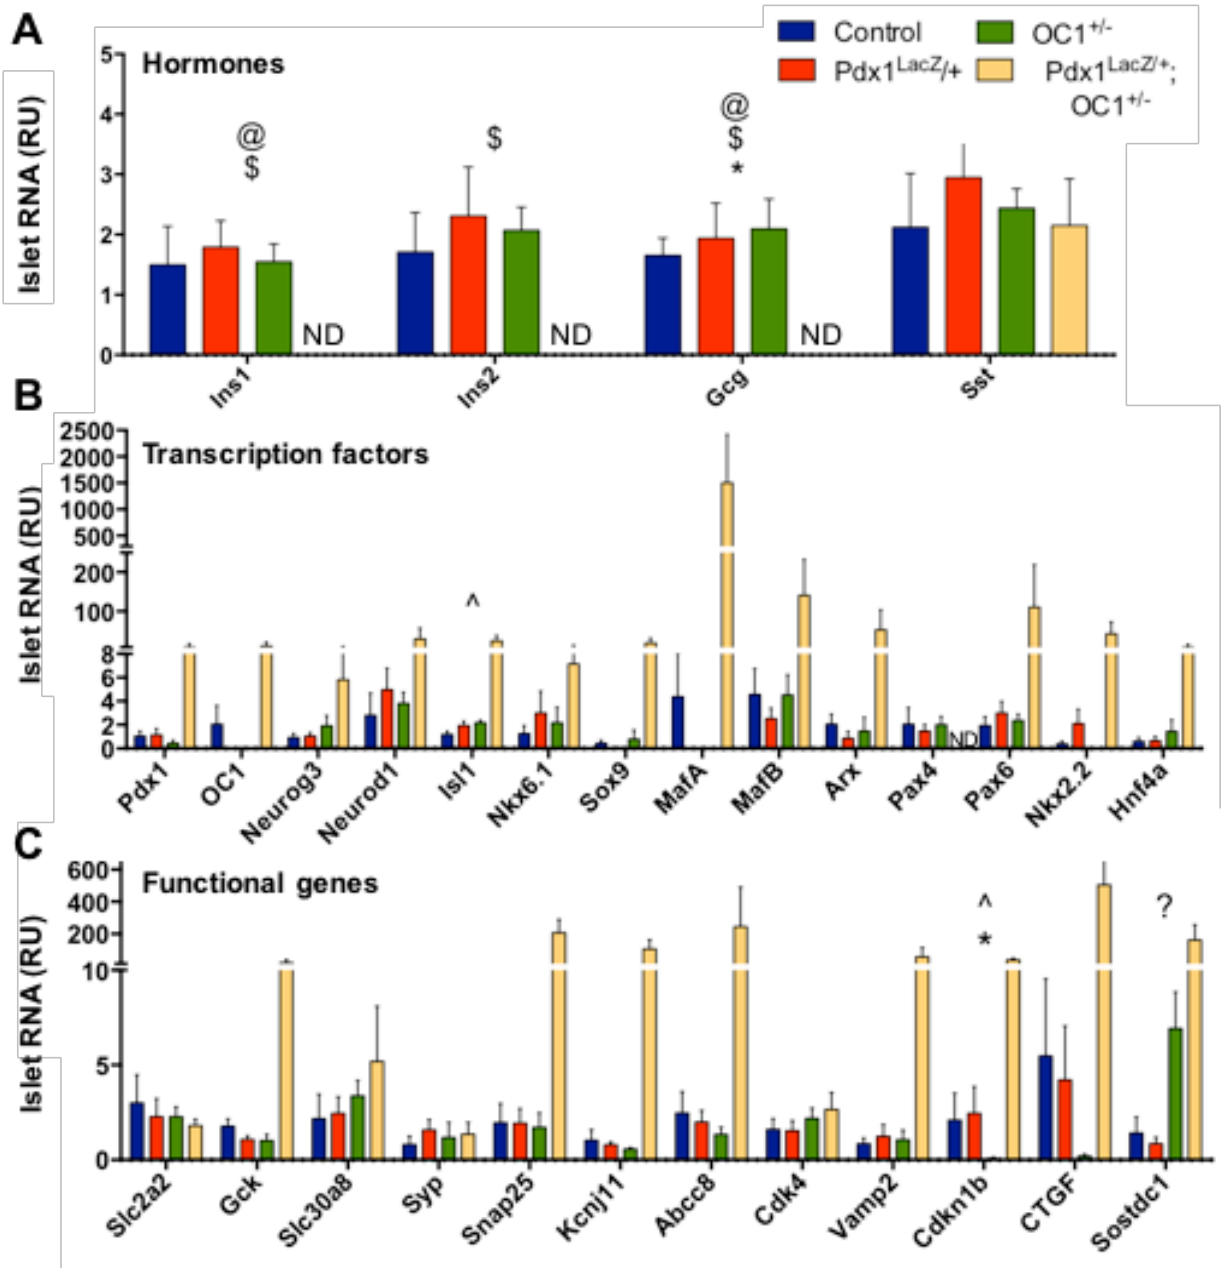 A
Control
OC1+/-
Pdx1LacZ/+
Pdx1LacZ/+;
OC1+/-
Hormones
Islet RNA (RU)
5
4
3
2
1
0
@
$
$
@
$
*
ND
ND
ND
Ins1
Ins2
Gcg
Sst
B
Transcription factors
Islet RNA (RU)
2500
2000
1500
1000
500
200
100
8
6
4
2
0
^
ND
Pdx1
OC1
Neurog3
Neurod1
Isl1
Nkx6.1
Sox9
MafA
MafB
Arx
Pax4
Pax6
Nkx2.2
Hnf4a
C
Functional genes
Islet RNA (RU)
600
400
200
10
5
0
^
*
?
Slc2a2
Gck
Slc30a8
Syp
Snap25
Kcnj11
Abcc8
Cdk4
Vamp2
Cdkn1b
CTGF
Sostdc1